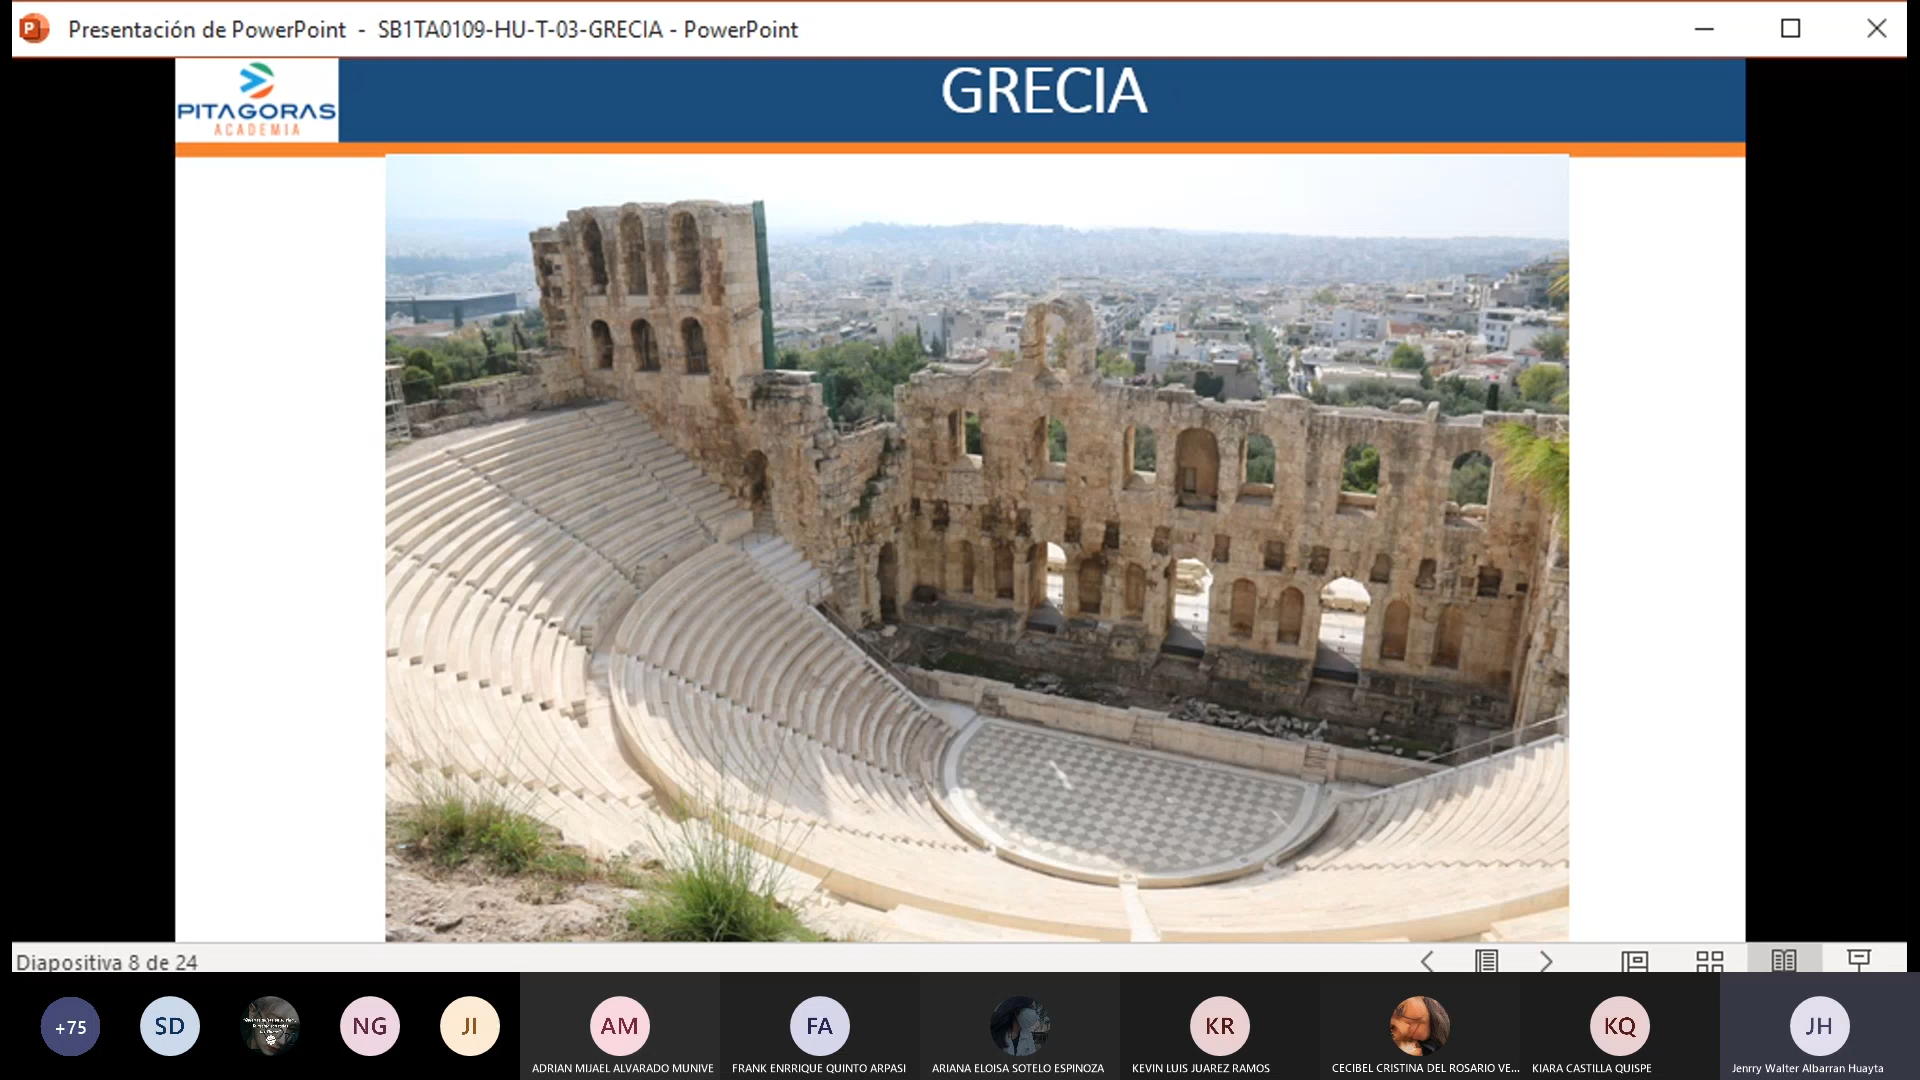 Presentación de PowerPoint - SB1TA0109-HU-T-03-GRECIA - PowerPoint
PITAGORAS
ACADEMIA
GRECIA
Diapositiva 8 de 24
+75
SD
NG
JI
AM
FA
KR
KQ
JH
ADRIAN MIJAEL ALVARADO MUNIVE
FRANK ENRRIQUE QUINTO ARPASI
ARIANA ELOISA SOTELO ESPINOZA
KEVIN LUIS JUAREZ RAMOS
CECIBEL CRISTINA DEL ROSARIO VE...
KIARA CASTILLA QUISPE
Jenrry Walter Albarran Huayta